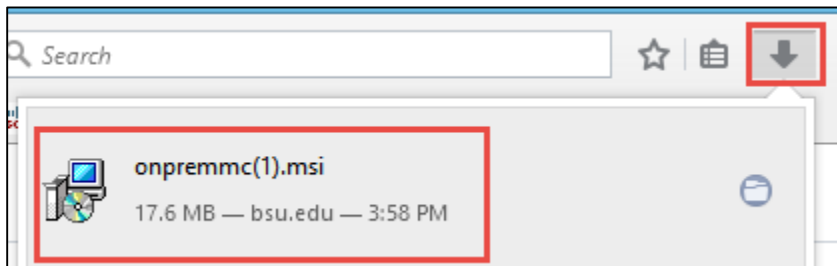 Search
onpremmc(1).msi
17.6 MB — bsu.edu — 3:58 PM